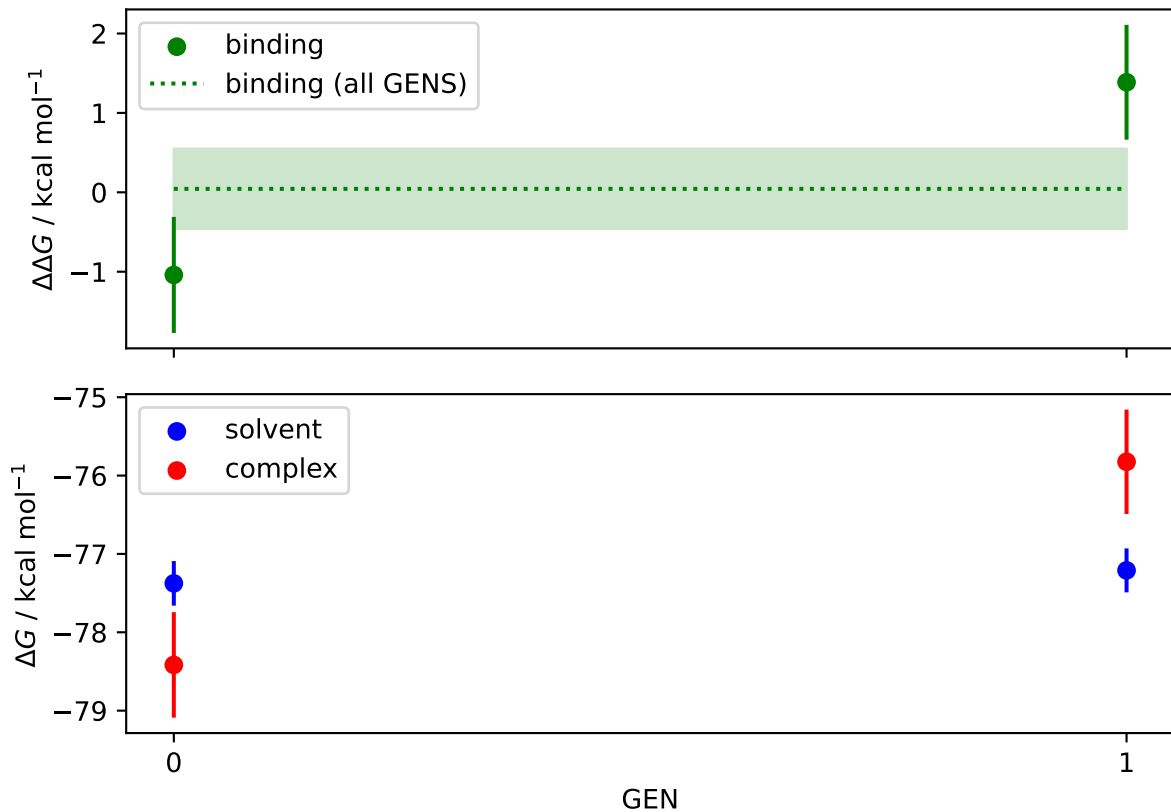 2
1
0
−1
ΔΔG / kcal mol⁻¹
binding
binding (all GENS)
−75
−76
−77
−78
−79
ΔG / kcal mol⁻¹
solvent
complex
0
1
GEN